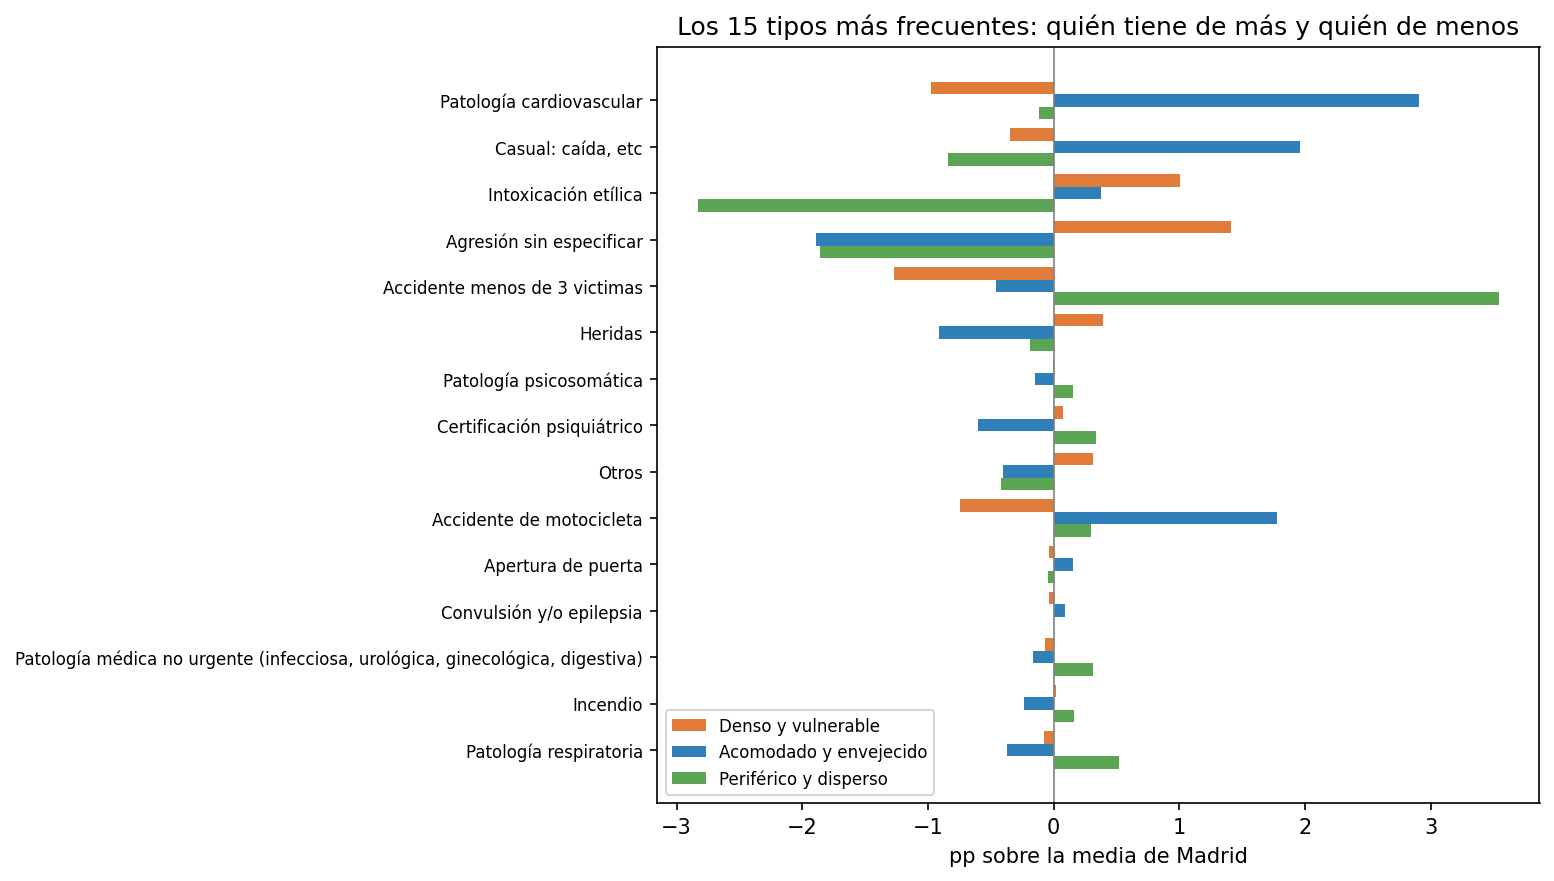 Los 15 tipos más frecuentes: quién tiene de más y quién de menos
Patología cardiovascular
Casual: caída, etc
Intoxicación etílica
Agresión sin especificar
Accidente menos de 3 victimas
Heridas
Patología psicosomática
Certificación psiquiátrico
Otros
Accidente de motocicleta
Apertura de puerta
Convulsión y/o epilepsia
Patología médica no urgente (infecciosa, urológica, ginecológica, digestiva)
Incendio
Patología respiratoria
Denso y vulnerable
Acomodado y envejecido
Periférico y disperso
−3 −2 −1 0 1 2 3
pp sobre la media de Madrid